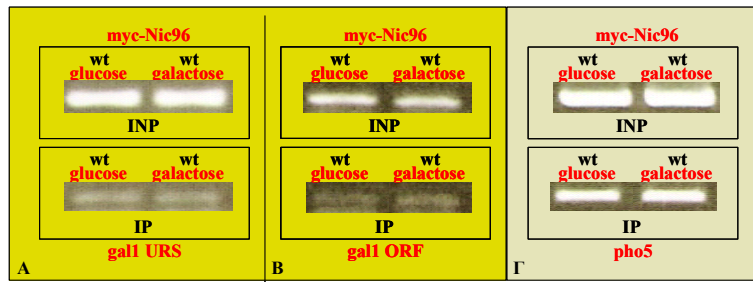 myc-Nic96
wt wt
glucose galactose
INP
wt wt
glucose galactose
IP
gal1 URS
Α
myc-Nic96
wt wt
glucose galactose
INP
wt wt
glucose galactose
IP
gal1 ORF
Β
myc-Nic96
wt wt
glucose galactose
INP
wt wt
glucose galactose
IP
pho5
Γ